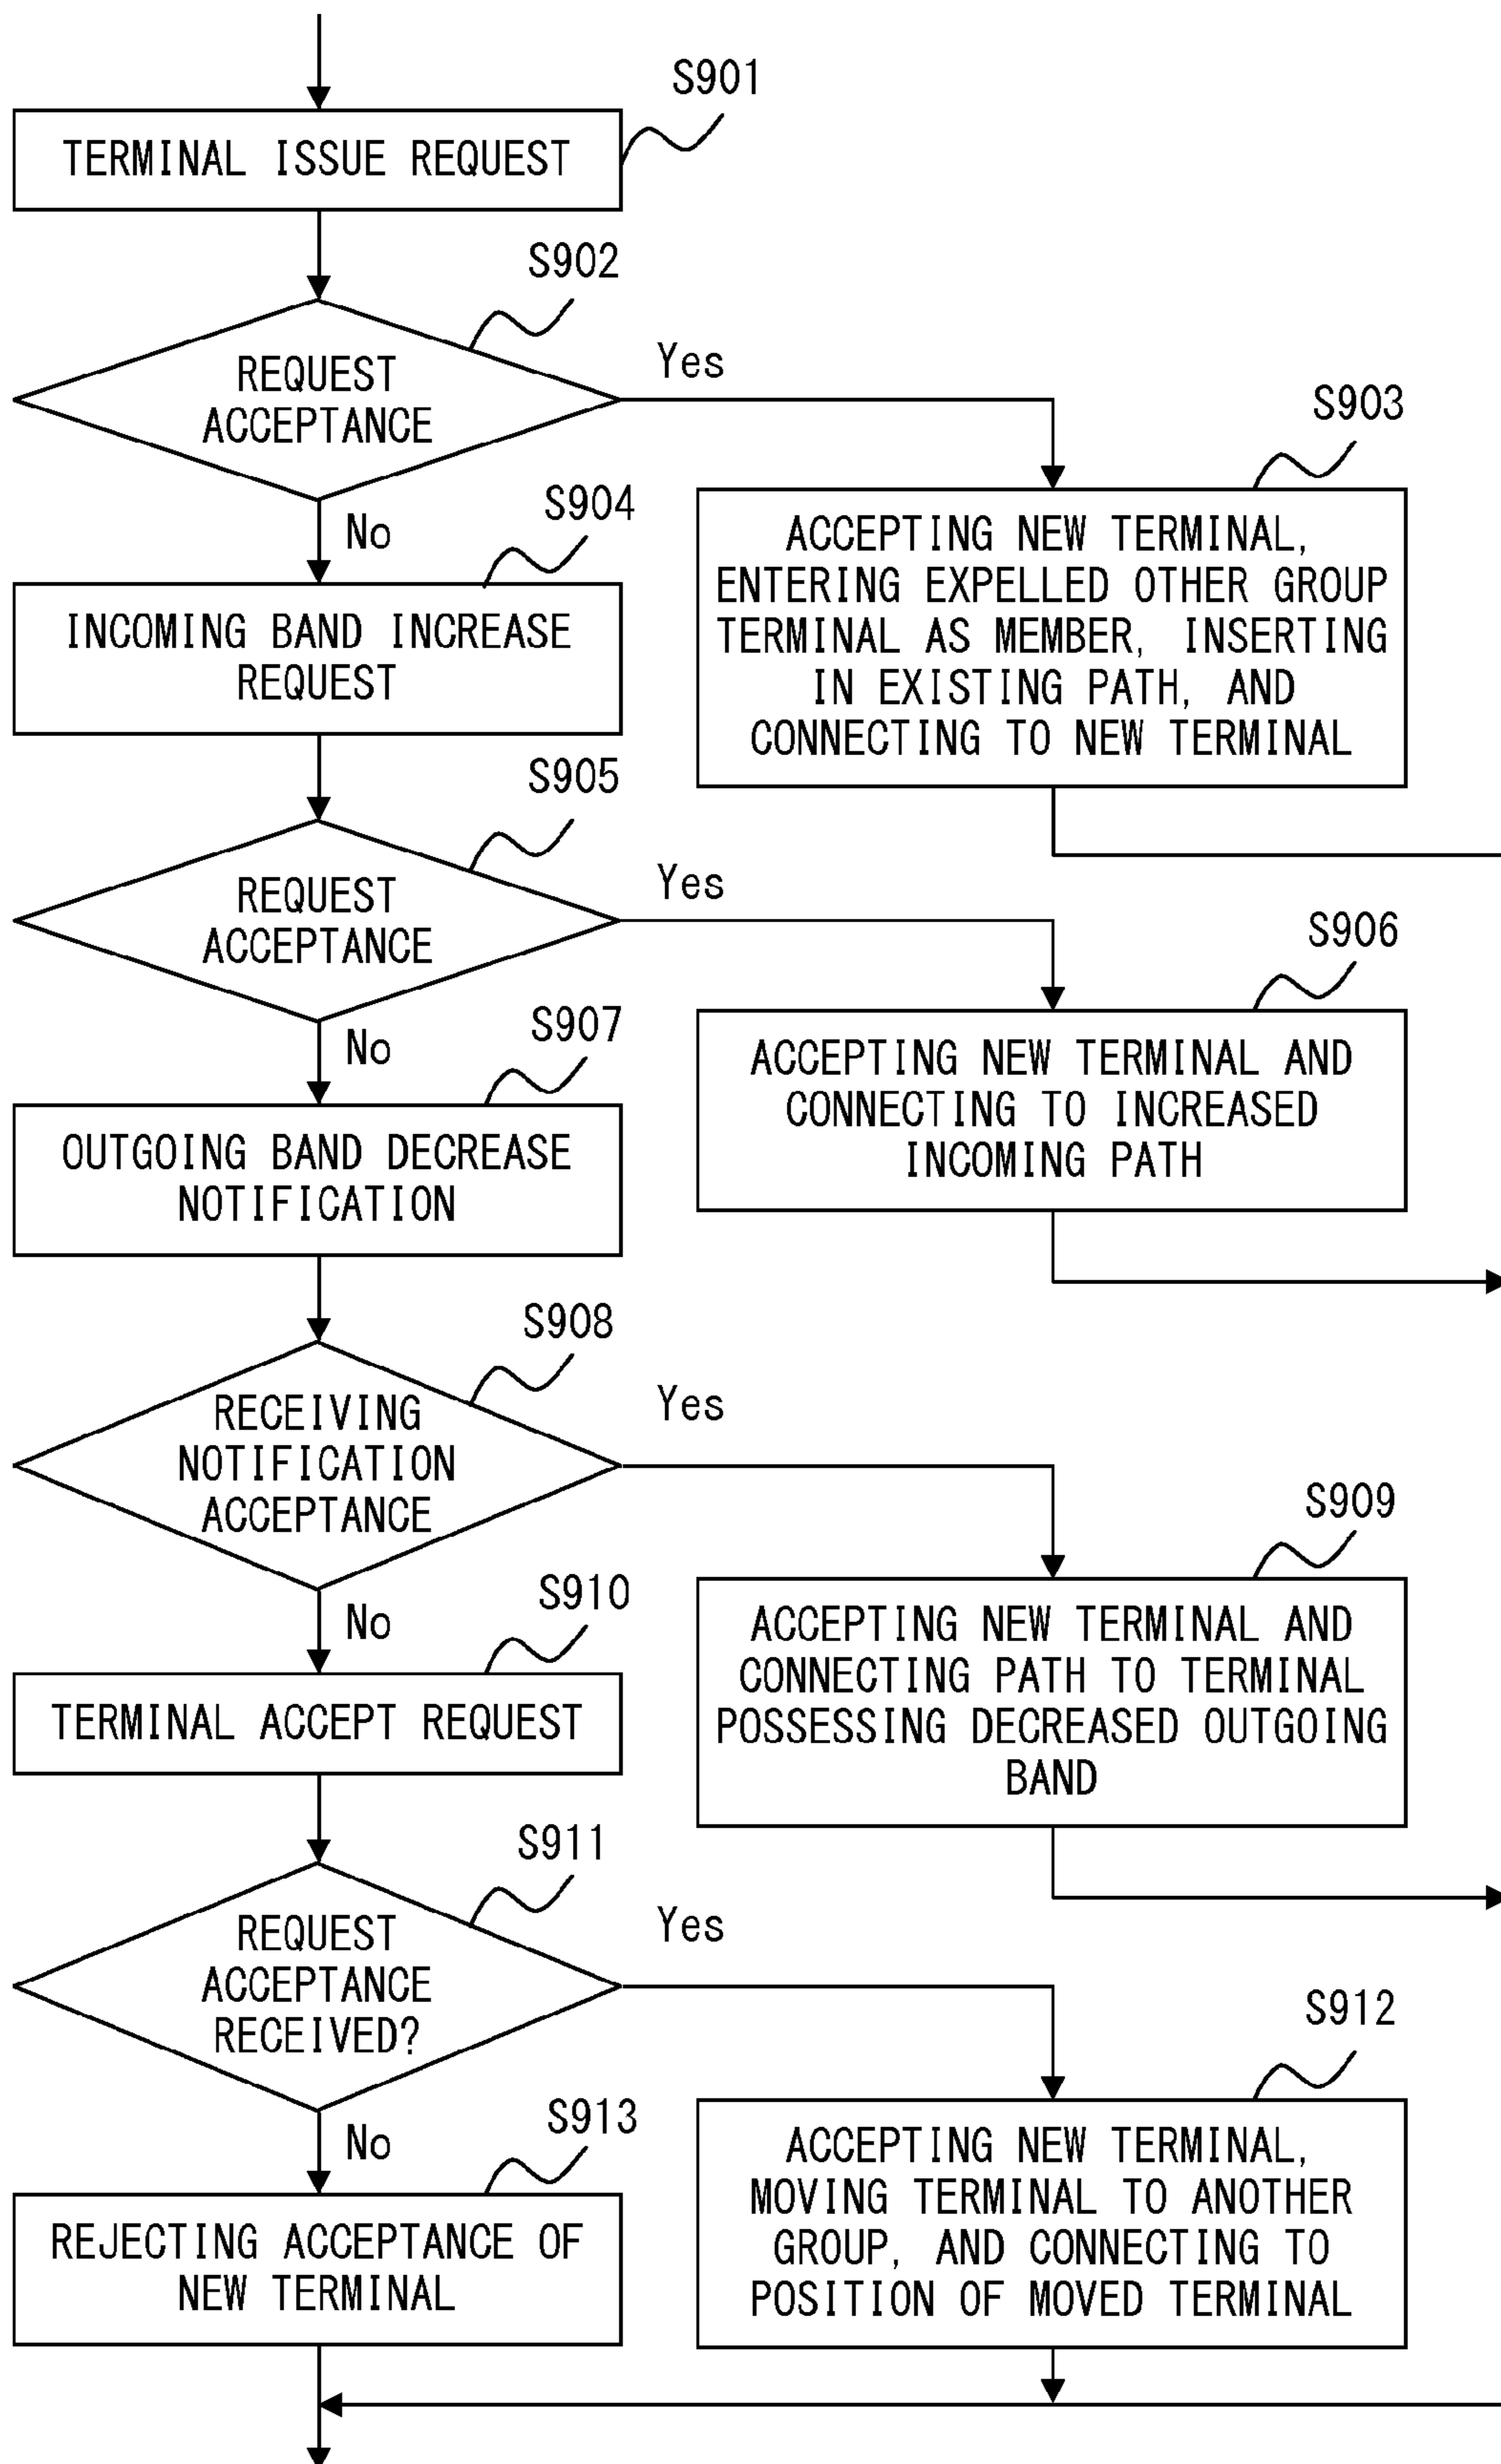 S901
TERMINAL ISSUE REQUEST
S902
REQUEST
ACCEPTANCE
Yes
S903
ACCEPTING NEW TERMINAL,
ENTERING EXPELLED OTHER GROUP
TERMINAL AS MEMBER, INSERTING
IN EXISTING PATH, AND
CONNECTING TO NEW TERMINAL
No
S904
INCOMING BAND INCREASE
REQUEST
S905
REQUEST
ACCEPTANCE
Yes
S906
ACCEPTING NEW TERMINAL AND
CONNECTING TO INCREASED
INCOMING PATH
No
S907
OUTGOING BAND DECREASE
NOTIFICATION
S908
RECEIVING
NOTIFICATION
ACCEPTANCE
Yes
S909
ACCEPTING NEW TERMINAL AND
CONNECTING PATH TO TERMINAL
POSSESSING DECREASED OUTGOING
BAND
No
S910
TERMINAL ACCEPT REQUEST
S911
REQUEST
ACCEPTANCE
RECEIVED?
Yes
S912
ACCEPTING NEW TERMINAL,
MOVING TERMINAL TO ANOTHER
GROUP, AND CONNECTING TO
POSITION OF MOVED TERMINAL
No
S913
REJECTING ACCEPTANCE OF
NEW TERMINAL